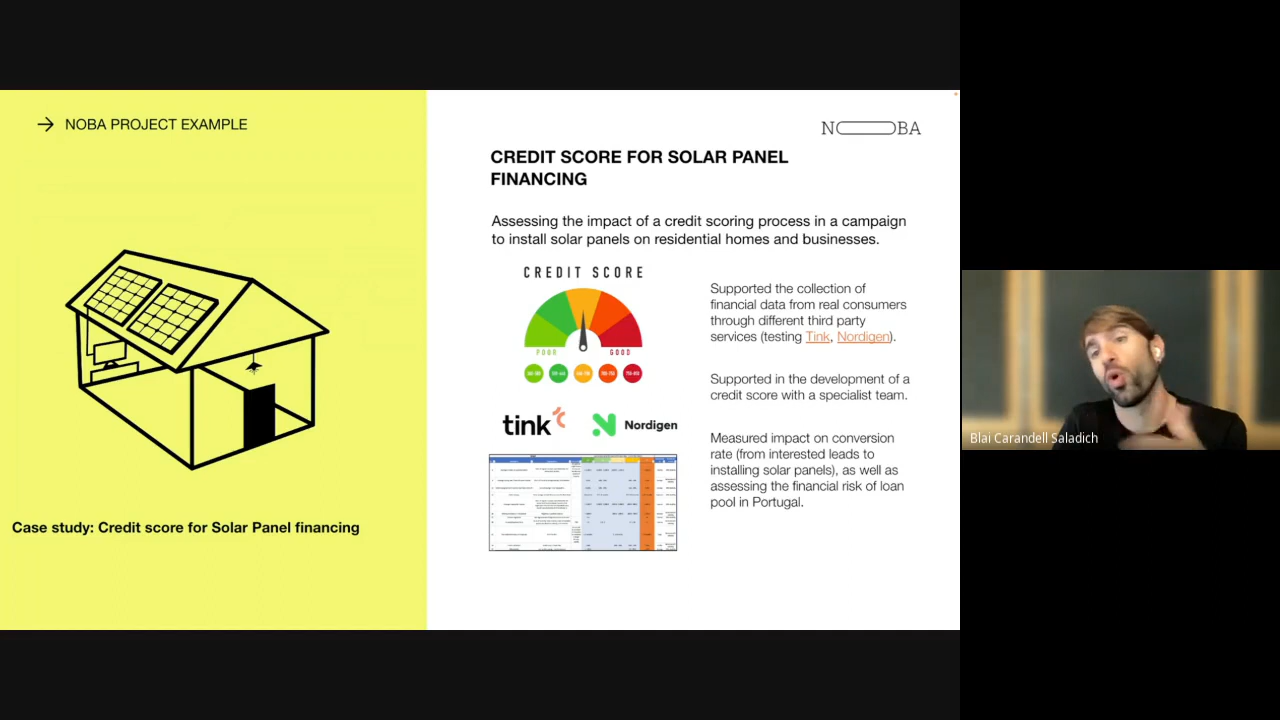 NOBA PROJECT EXAMPLE
NOBA
CREDIT SCORE FOR SOLAR PANEL
FINANCING
Assessing the impact of a credit scoring process in a campaign
to install solar panels on residential homes and businesses.
CREDIT SCORE
POOR
GOOD
tink
Nordigen
Supported the collection of
financial data from real consumers
through different third party
services (testing Tink, Nordigen).
Supported in the development of a
credit score with a specialist team.
Measured impact on conversion
rate (from interested leads to
installing solar panels), as well as
assessing the financial risk of loan
pool in Portugal.
Case study: Credit score for Solar Panel financing
Blai Carandell Saladich